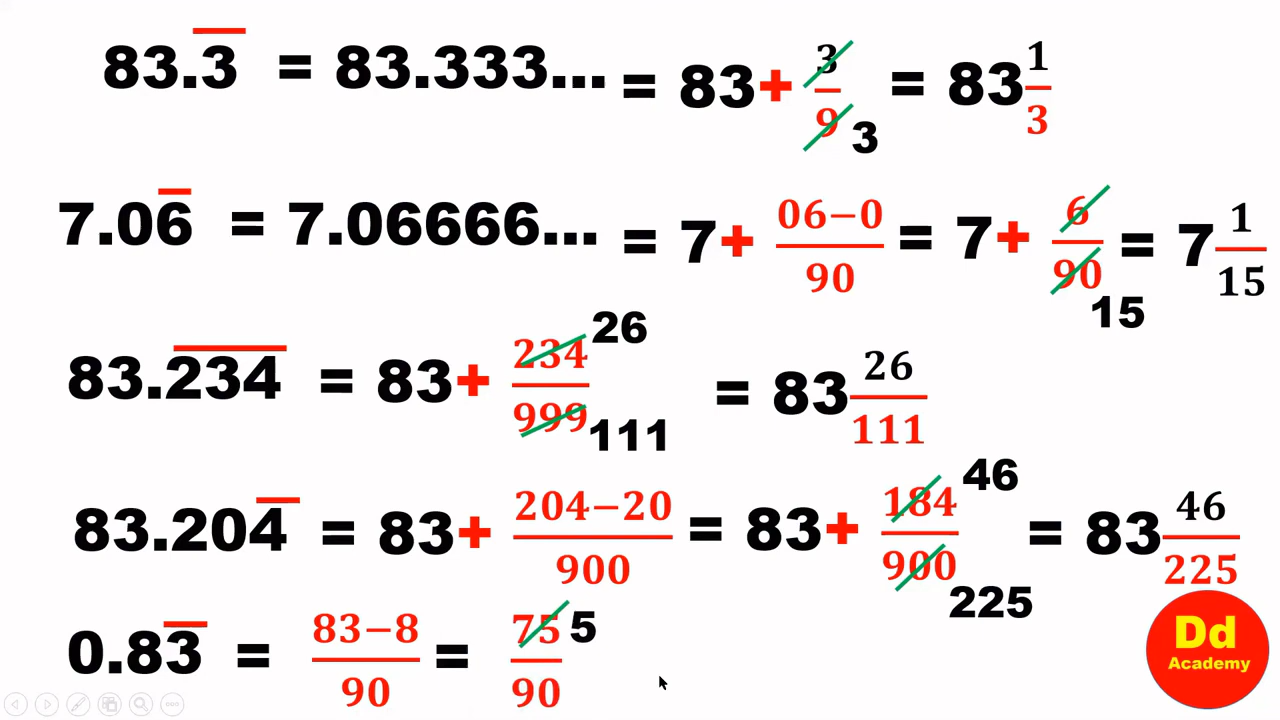 83.3̅ = 83.333... = 83+ 3/9 3 = 83 1/3
7.06̅ = 7.06666... = 7+ 06−0/90 = 7+ 6/90 15 = 7 1/15
83.2̅3̅4̅ = 83+ 234/999 26 111 = 83 26/111
83.204̅ = 83+ 204−20/900 = 83+ 184/900 46 225 = 83 46/225
0.83̅ = 83−8/90 = 75/90 5
Dd
Academy